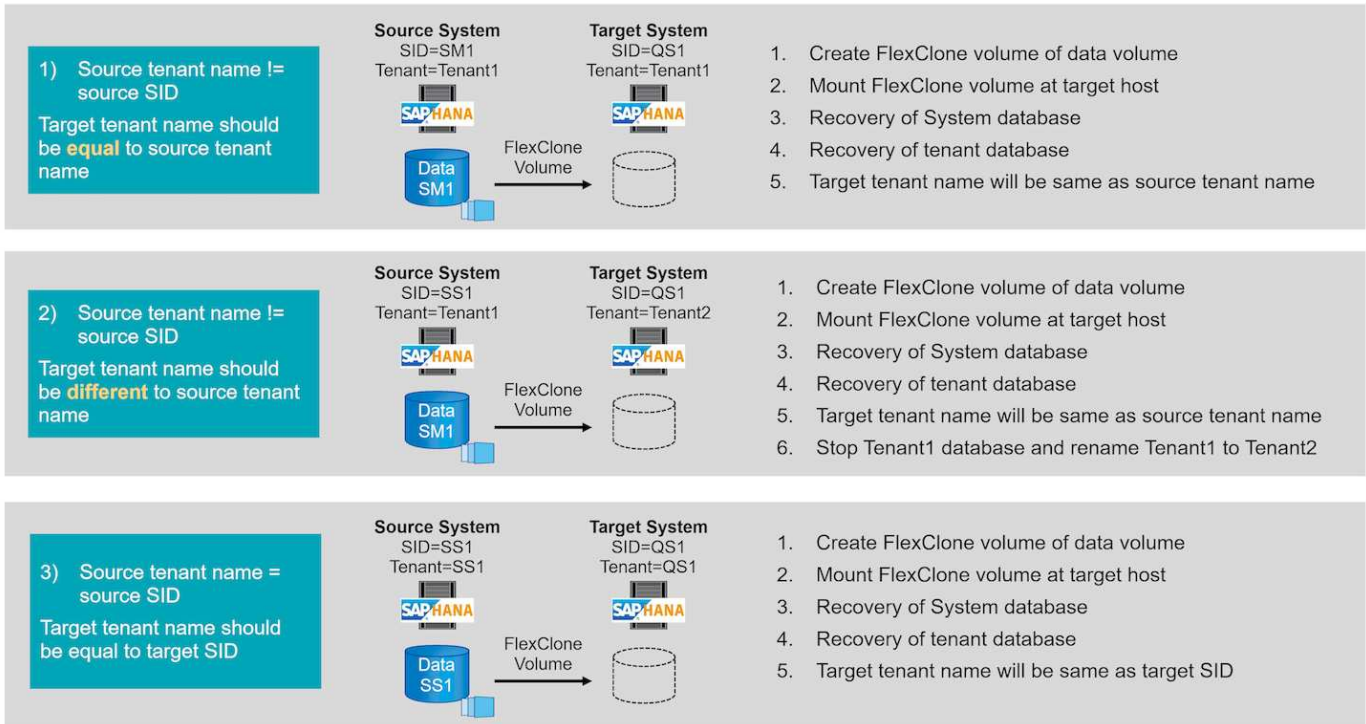 1) Source tenant name !=
source SID
Target tenant name should
be equal to source tenant
name
Source System
SID=SM1
Tenant=Tenant1
SAP HANA
Data
SM1
FlexClone
Volume
Target System
SID=QS1
Tenant=Tenant1
SAP HANA
1. Create FlexClone volume of data volume
2. Mount FlexClone volume at target host
3. Recovery of System database
4. Recovery of tenant database
5. Target tenant name will be same as source tenant name
2) Source tenant name !=
source SID
Target tenant name should
be different to source tenant
name
Source System
SID=SS1
Tenant=Tenant1
SAP HANA
Data
SM1
FlexClone
Volume
Target System
SID=QS1
Tenant=Tenant2
SAP HANA
1. Create FlexClone volume of data volume
2. Mount FlexClone volume at target host
3. Recovery of System database
4. Recovery of tenant database
5. Target tenant name will be same as source tenant name
6. Stop Tenant1 database and rename Tenant1 to Tenant2
3) Source tenant name =
source SID
Target tenant name should
be equal to target SID
Source System
SID=SS1
Tenant=SS1
SAP HANA
Data
SS1
FlexClone
Volume
Target System
SID=QS1
Tenant=QS1
SAP HANA
1. Create FlexClone volume of data volume
2. Mount FlexClone volume at target host
3. Recovery of System database
4. Recovery of tenant database
5. Target tenant name will be same as target SID